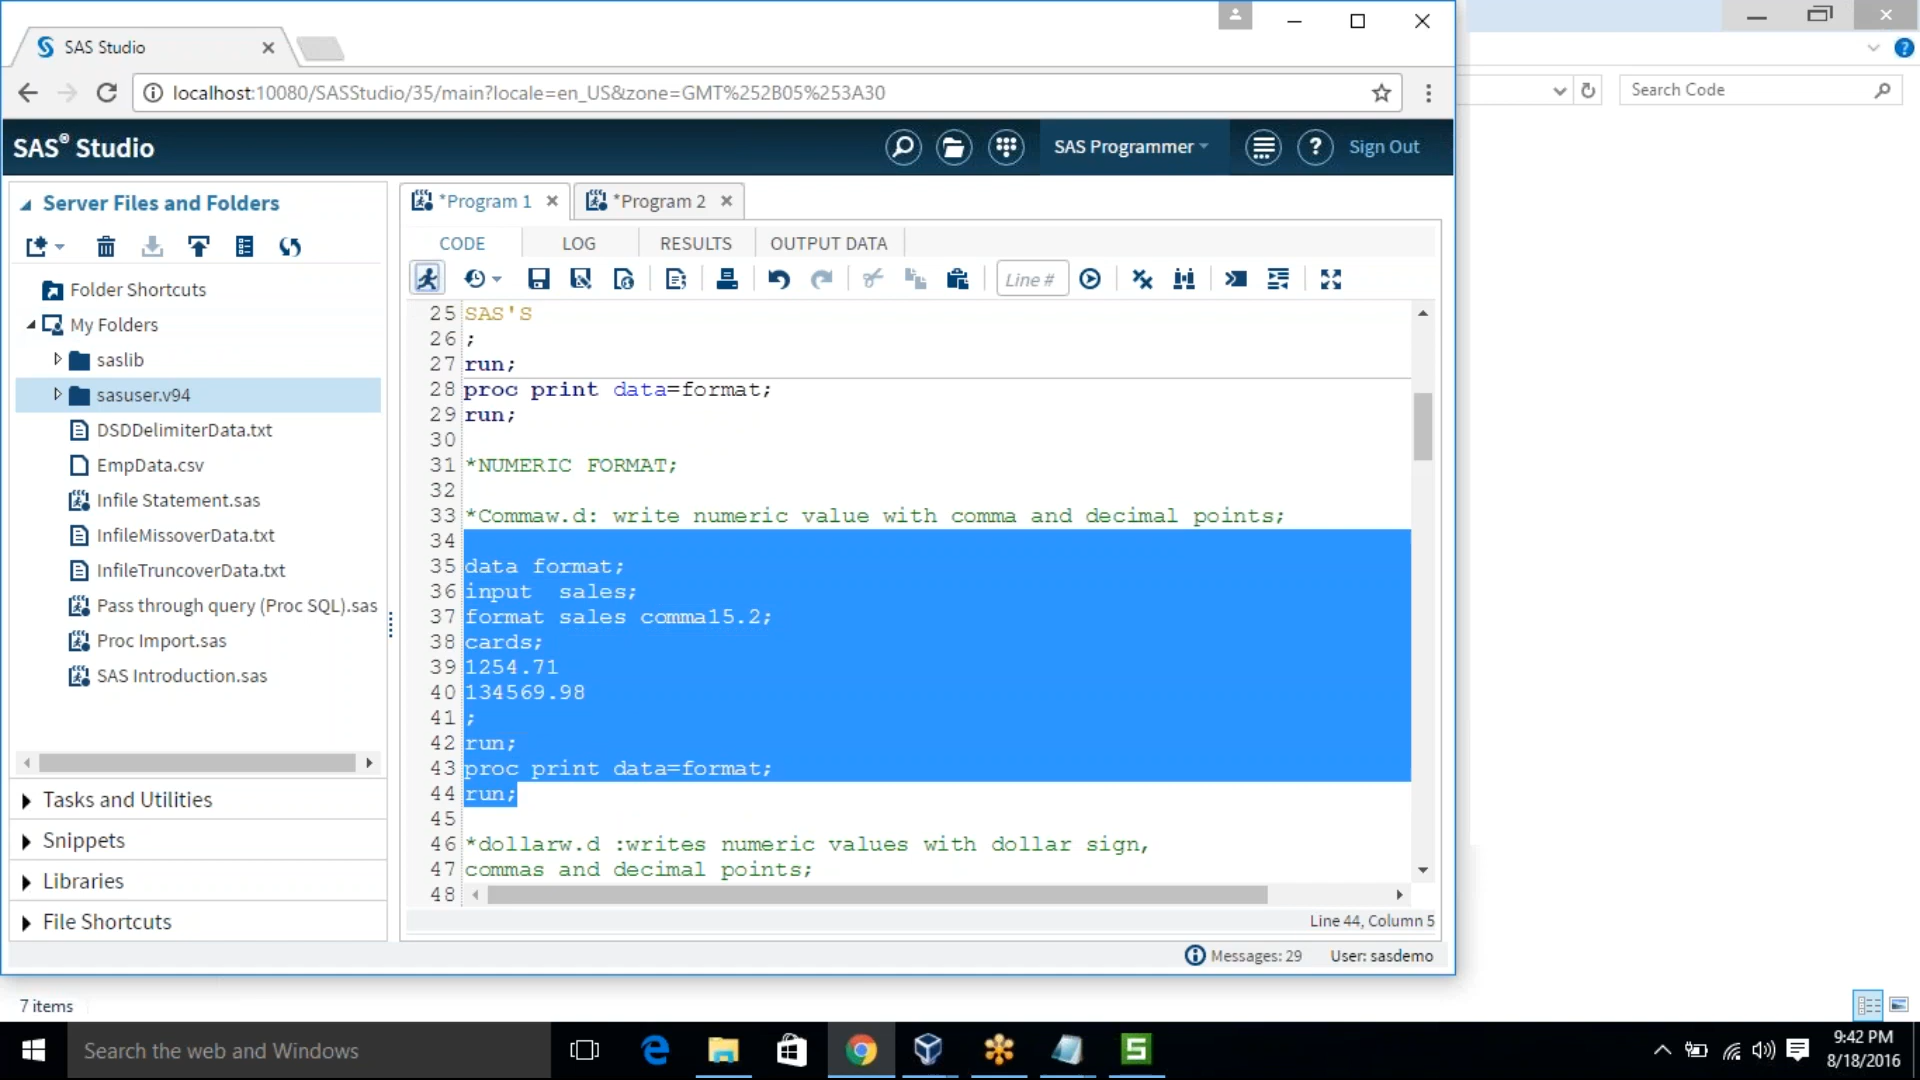 SAS Studio
localhost:10080/SASStudio/35/main?locale=en_US&zone=GMT%252B05%253A30
Search Code
SAS® Studio
SAS Programmer
Sign Out
Server Files and Folders
Folder Shortcuts
My Folders
saslib
sasuser.v94
DSDDelimiterData.txt
EmpData.csv
Infile Statement.sas
InfileMissoverData.txt
InfileTruncoverData.txt
Pass through query (Proc SQL).sas
Proc Import.sas
SAS Introduction.sas
Tasks and Utilities
Snippets
Libraries
File Shortcuts
*Program 1
*Program 2
CODE
LOG
RESULTS
OUTPUT DATA
Line #
25 SAS'S
26 ;
27 run;
28 proc print data=format;
29 run;
30
31 *NUMERIC FORMAT;
32
33 *Commaw.d: write numeric value with comma and decimal points;
34
35 data format;
36 input  sales;
37 format sales comma15.2;
38 cards;
39 1254.71
40 134569.98
41 ;
42 run;
43 proc print data=format;
44 run;
45
46 *dollarw.d :writes numeric values with dollar sign,
47 commas and decimal points;
48
Line 44, Column 5
Messages: 29
User: sasdemo
7 items
Search the web and Windows
9:42 PM
8/18/2016